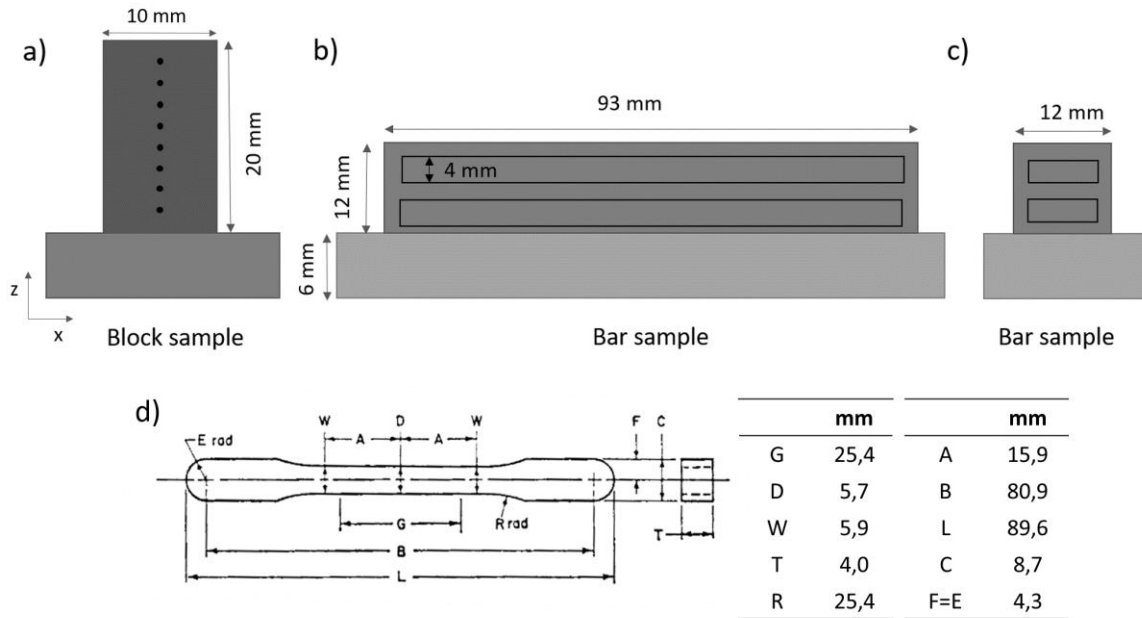 a)
10 mm
20 mm
z
x
Block sample
b)
93 mm
4 mm
12 mm
6 mm
Bar sample
c)
12 mm
Bar sample
d)
W D W F C
A A
E rad
G R rad T
B
L
mm mm
G 25,4 A 15,9
D 5,7 B 80,9
W 5,9 L 89,6
T 4,0 C 8,7
R 25,4 F=E 4,3